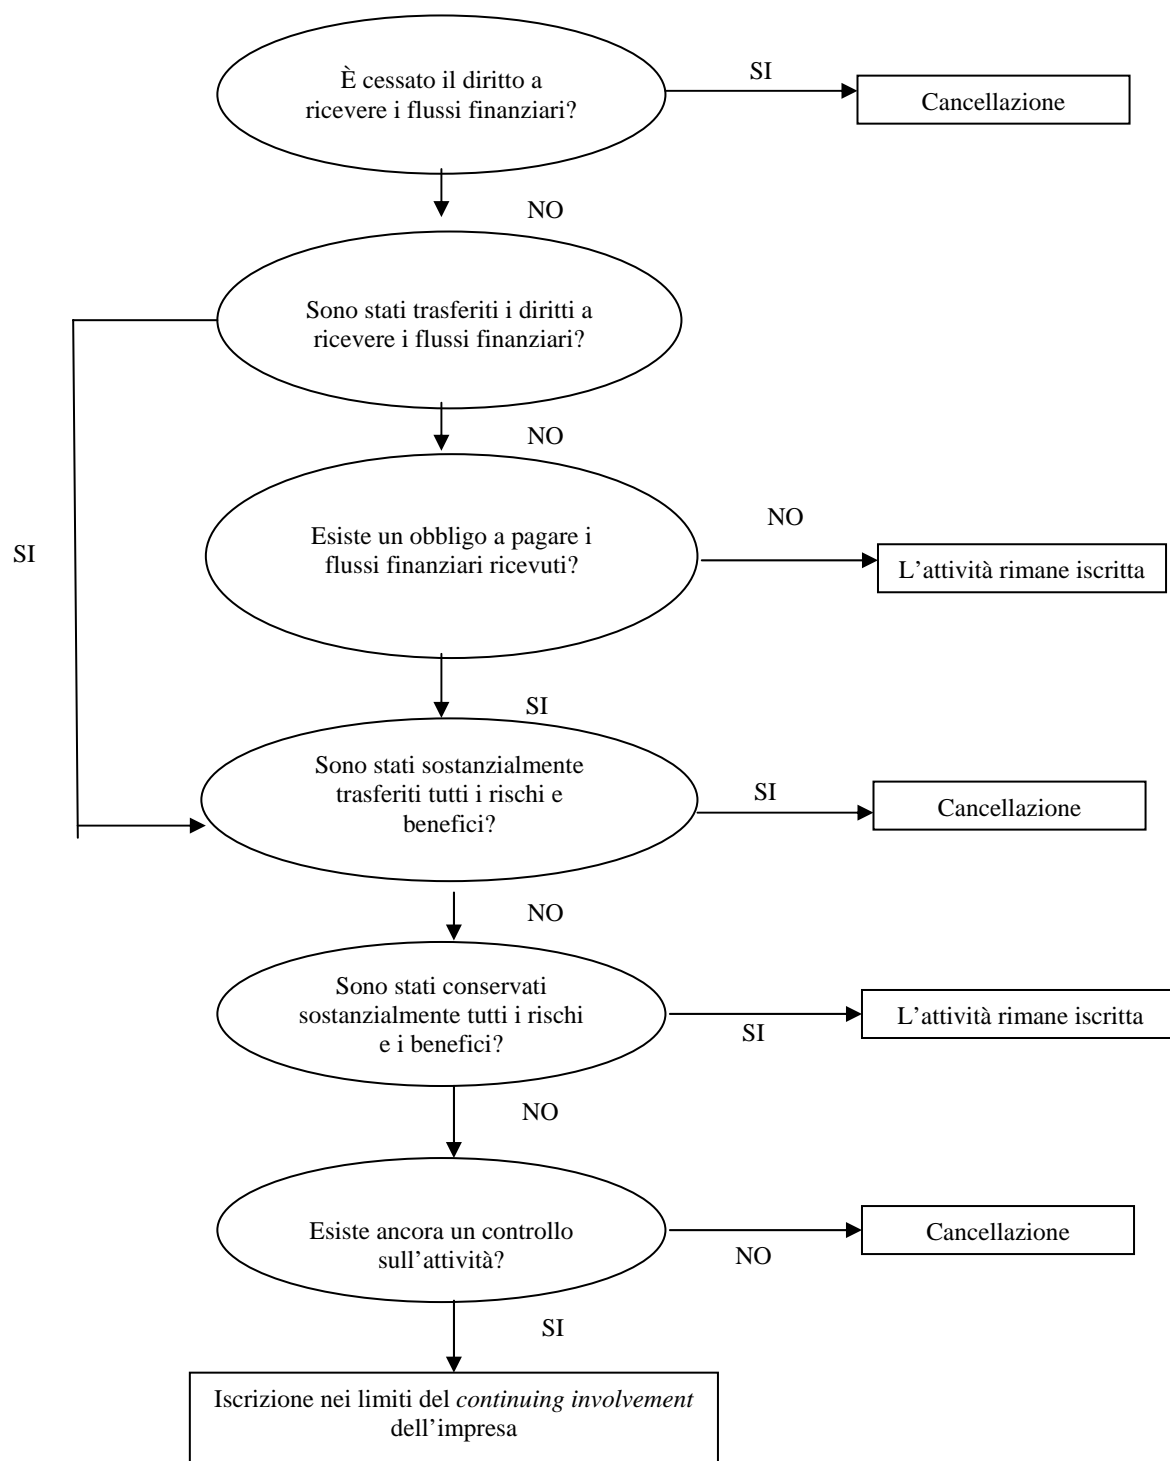 È cessato il diritto a
ricevere i flussi finanziari?
SI
Cancellazione
NO
Sono stati trasferiti i diritti a
ricevere i flussi finanziari?
NO
SI
Esiste un obbligo a pagare i
flussi finanziari ricevuti?
NO
L’attività rimane iscritta
SI
Sono stati sostanzialmente
trasferiti tutti i rischi e
benefici?
SI
Cancellazione
NO
Sono stati conservati
sostanzialmente tutti i rischi
e i benefici?
SI
L’attività rimane iscritta
NO
Esiste ancora un controllo
sull’attività?
NO
Cancellazione
SI
Iscrizione nei limiti del continuing involvement
dell’impresa